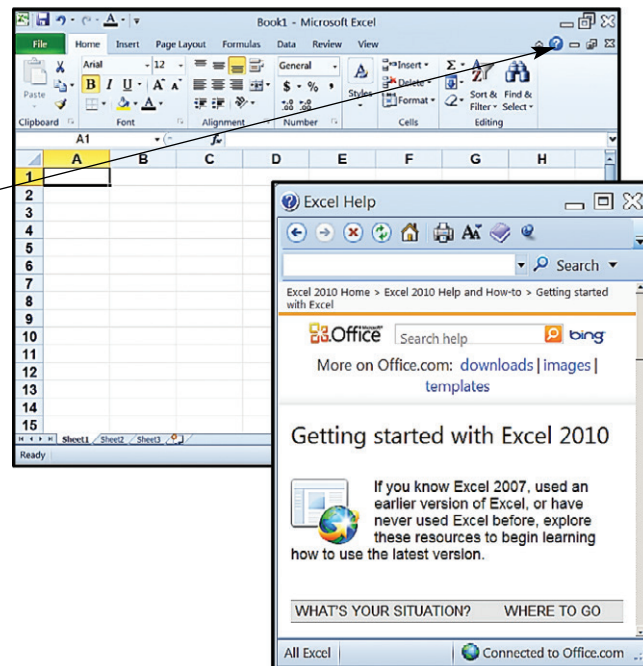 Book1 - Microsoft Excel
File Home Insert Page Layout Formulas Data Review View
Paste
Arial 12
B I U A A
General
$ % ,
Styles
Insert
Delete
Format
Σ
Sort & Filter
Find & Select
Clipboard Font Alignment Number Cells Editing
A1 fx
A B C D E F G H
1
2
3
4
5
6
7
8
9
10
11
12
13
14
15
Sheet1 Sheet2 Sheet3
Ready
Excel Help
Search
Excel 2010 Home > Excel 2010 Help and How-to > Getting started
with Excel
Office Search help bing
More on Office.com: downloads | images |
templates
Getting started with Excel 2010
If you know Excel 2007, used an
earlier version of Excel, or have
never used Excel before, explore
these resources to begin learning
how to use the latest version.
WHAT'S YOUR SITUATION? WHERE TO GO
All Excel Connected to Office.com